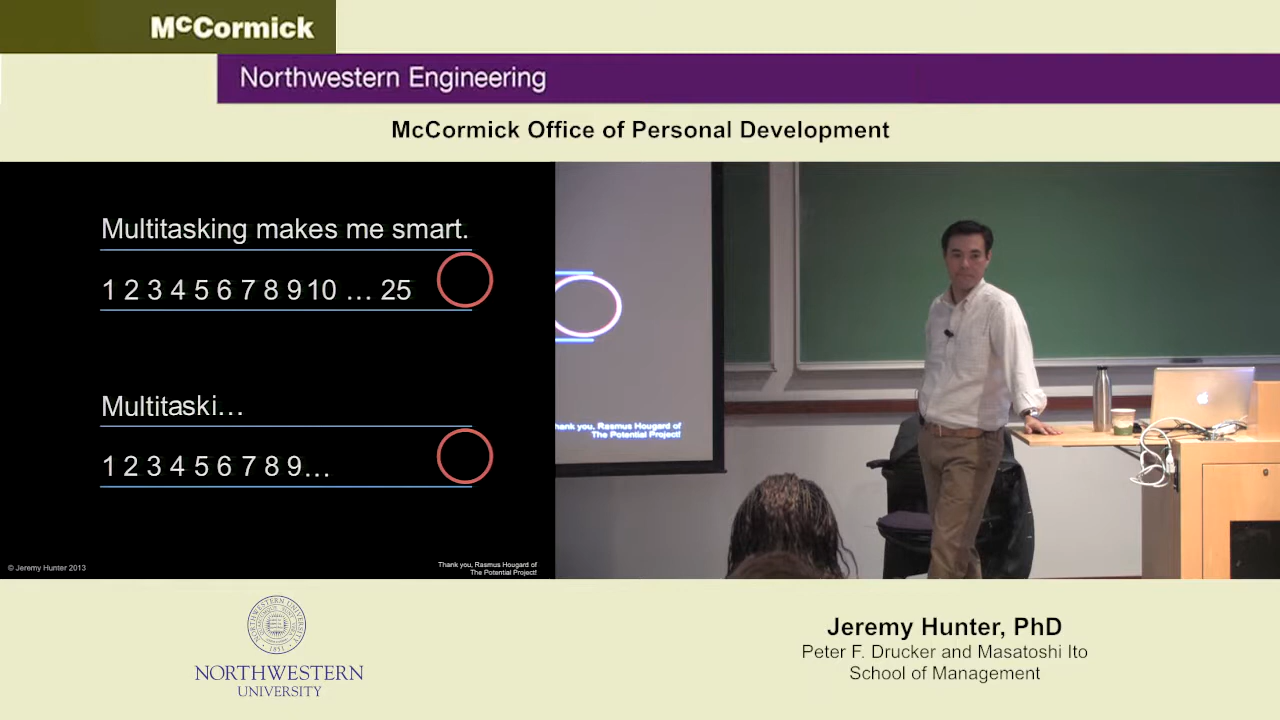 McCormick
Northwestern Engineering
McCormick Office of Personal Development
Multitasking makes me smart.
1 2 3 4 5 6 7 8 9 10 … 25
Multitaski…
1 2 3 4 5 6 7 8 9…
© Jeremy Hunter 2013
Thank you, Rasmus Hougard of
The Potential Project!
hank you, Rasmus Hougard of
The Potential Project!
NORTHWESTERN
UNIVERSITY
Jeremy Hunter, PhD
Peter F. Drucker and Masatoshi Ito
School of Management